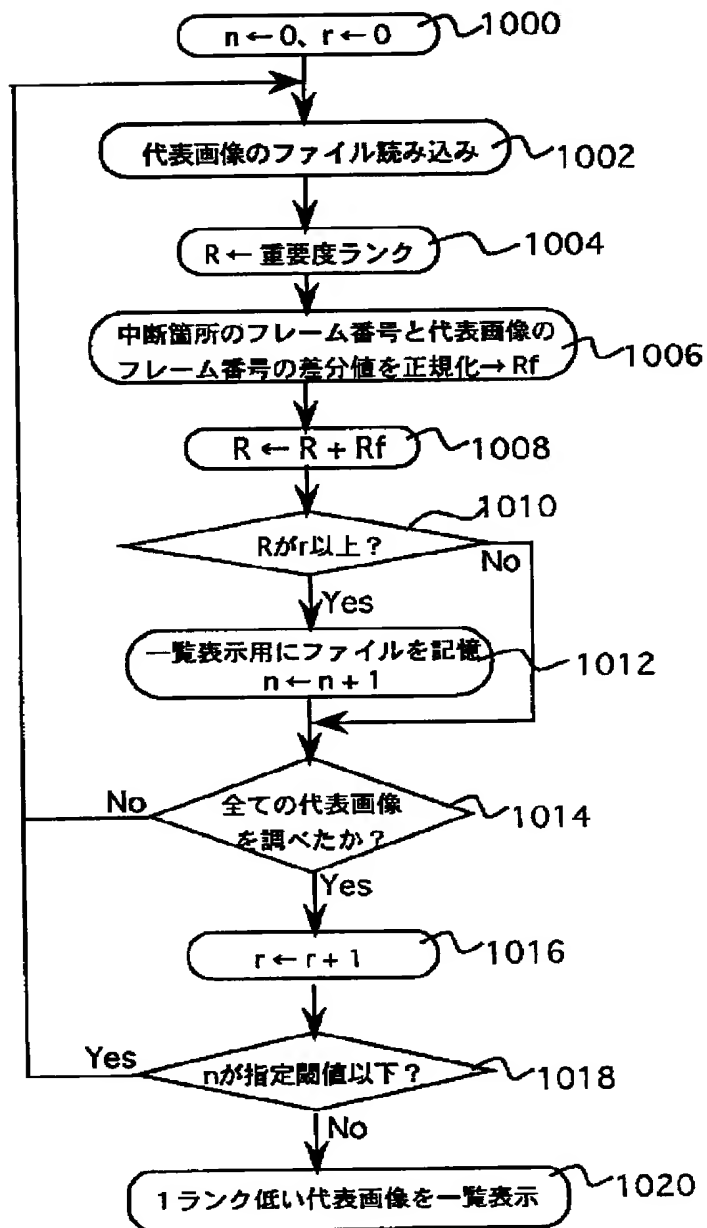 n←0、r←0
1000
代表画像のファイル読み込み
1002
R←重要度ランク
1004
中断箇所のフレーム番号と代表画像の
フレーム番号の差分値を正規化→Rf
1006
R←R+Rf
1008
1010
Rがr以上?
No
Yes
一覧表示用にファイルを記憶
n←n+1
1012
No
全ての代表画像
を調べたか?
1014
Yes
r←r+1
1016
Yes
nが指定閾値以下?
1018
No
1ランク低い代表画像を一覧表示
1020